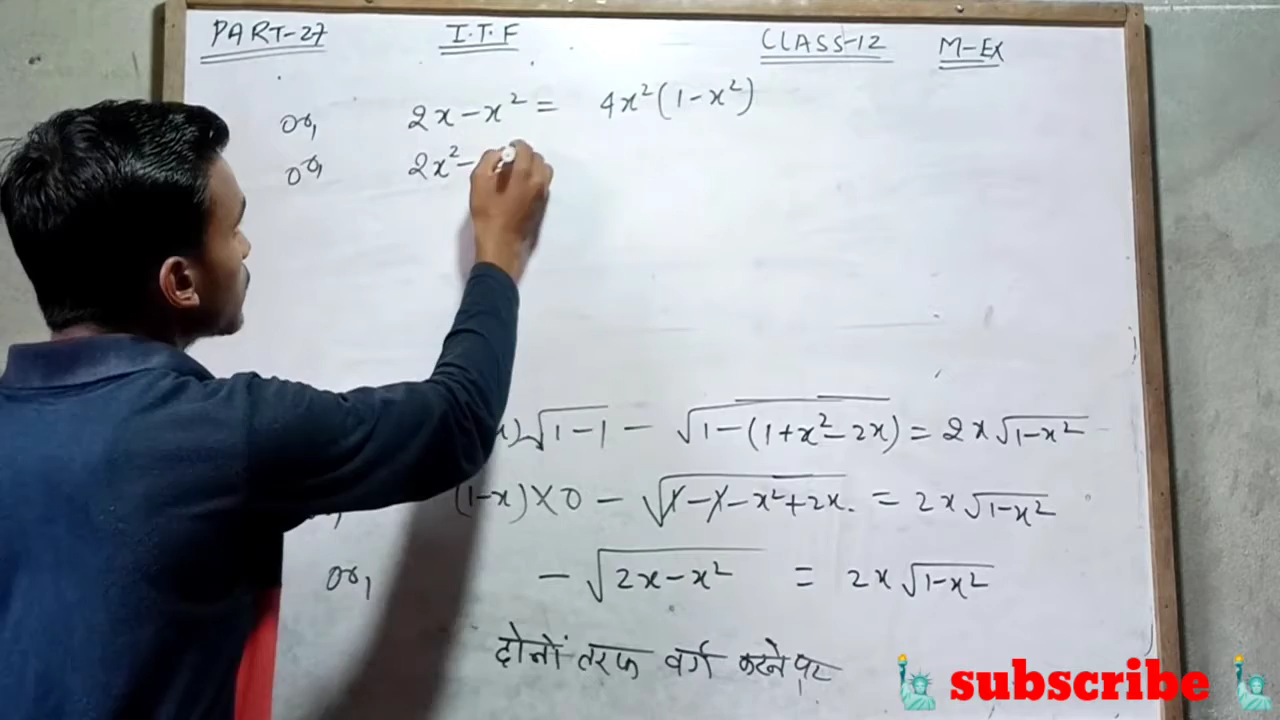 PART-27 I.T.F CLASS-12 M-Ex
or, 2x-x² = 4x²(1-x²)
or, 2x²-
x)√1-1 - √1-(1+x²-2x) = 2x√1-x²
(1-x)×0 - √1-1-x²+2x. = 2x√1-x²
or, -√2x-x² = 2x√1-x²
दोनों तरफ वर्ग करने पर
subscribe